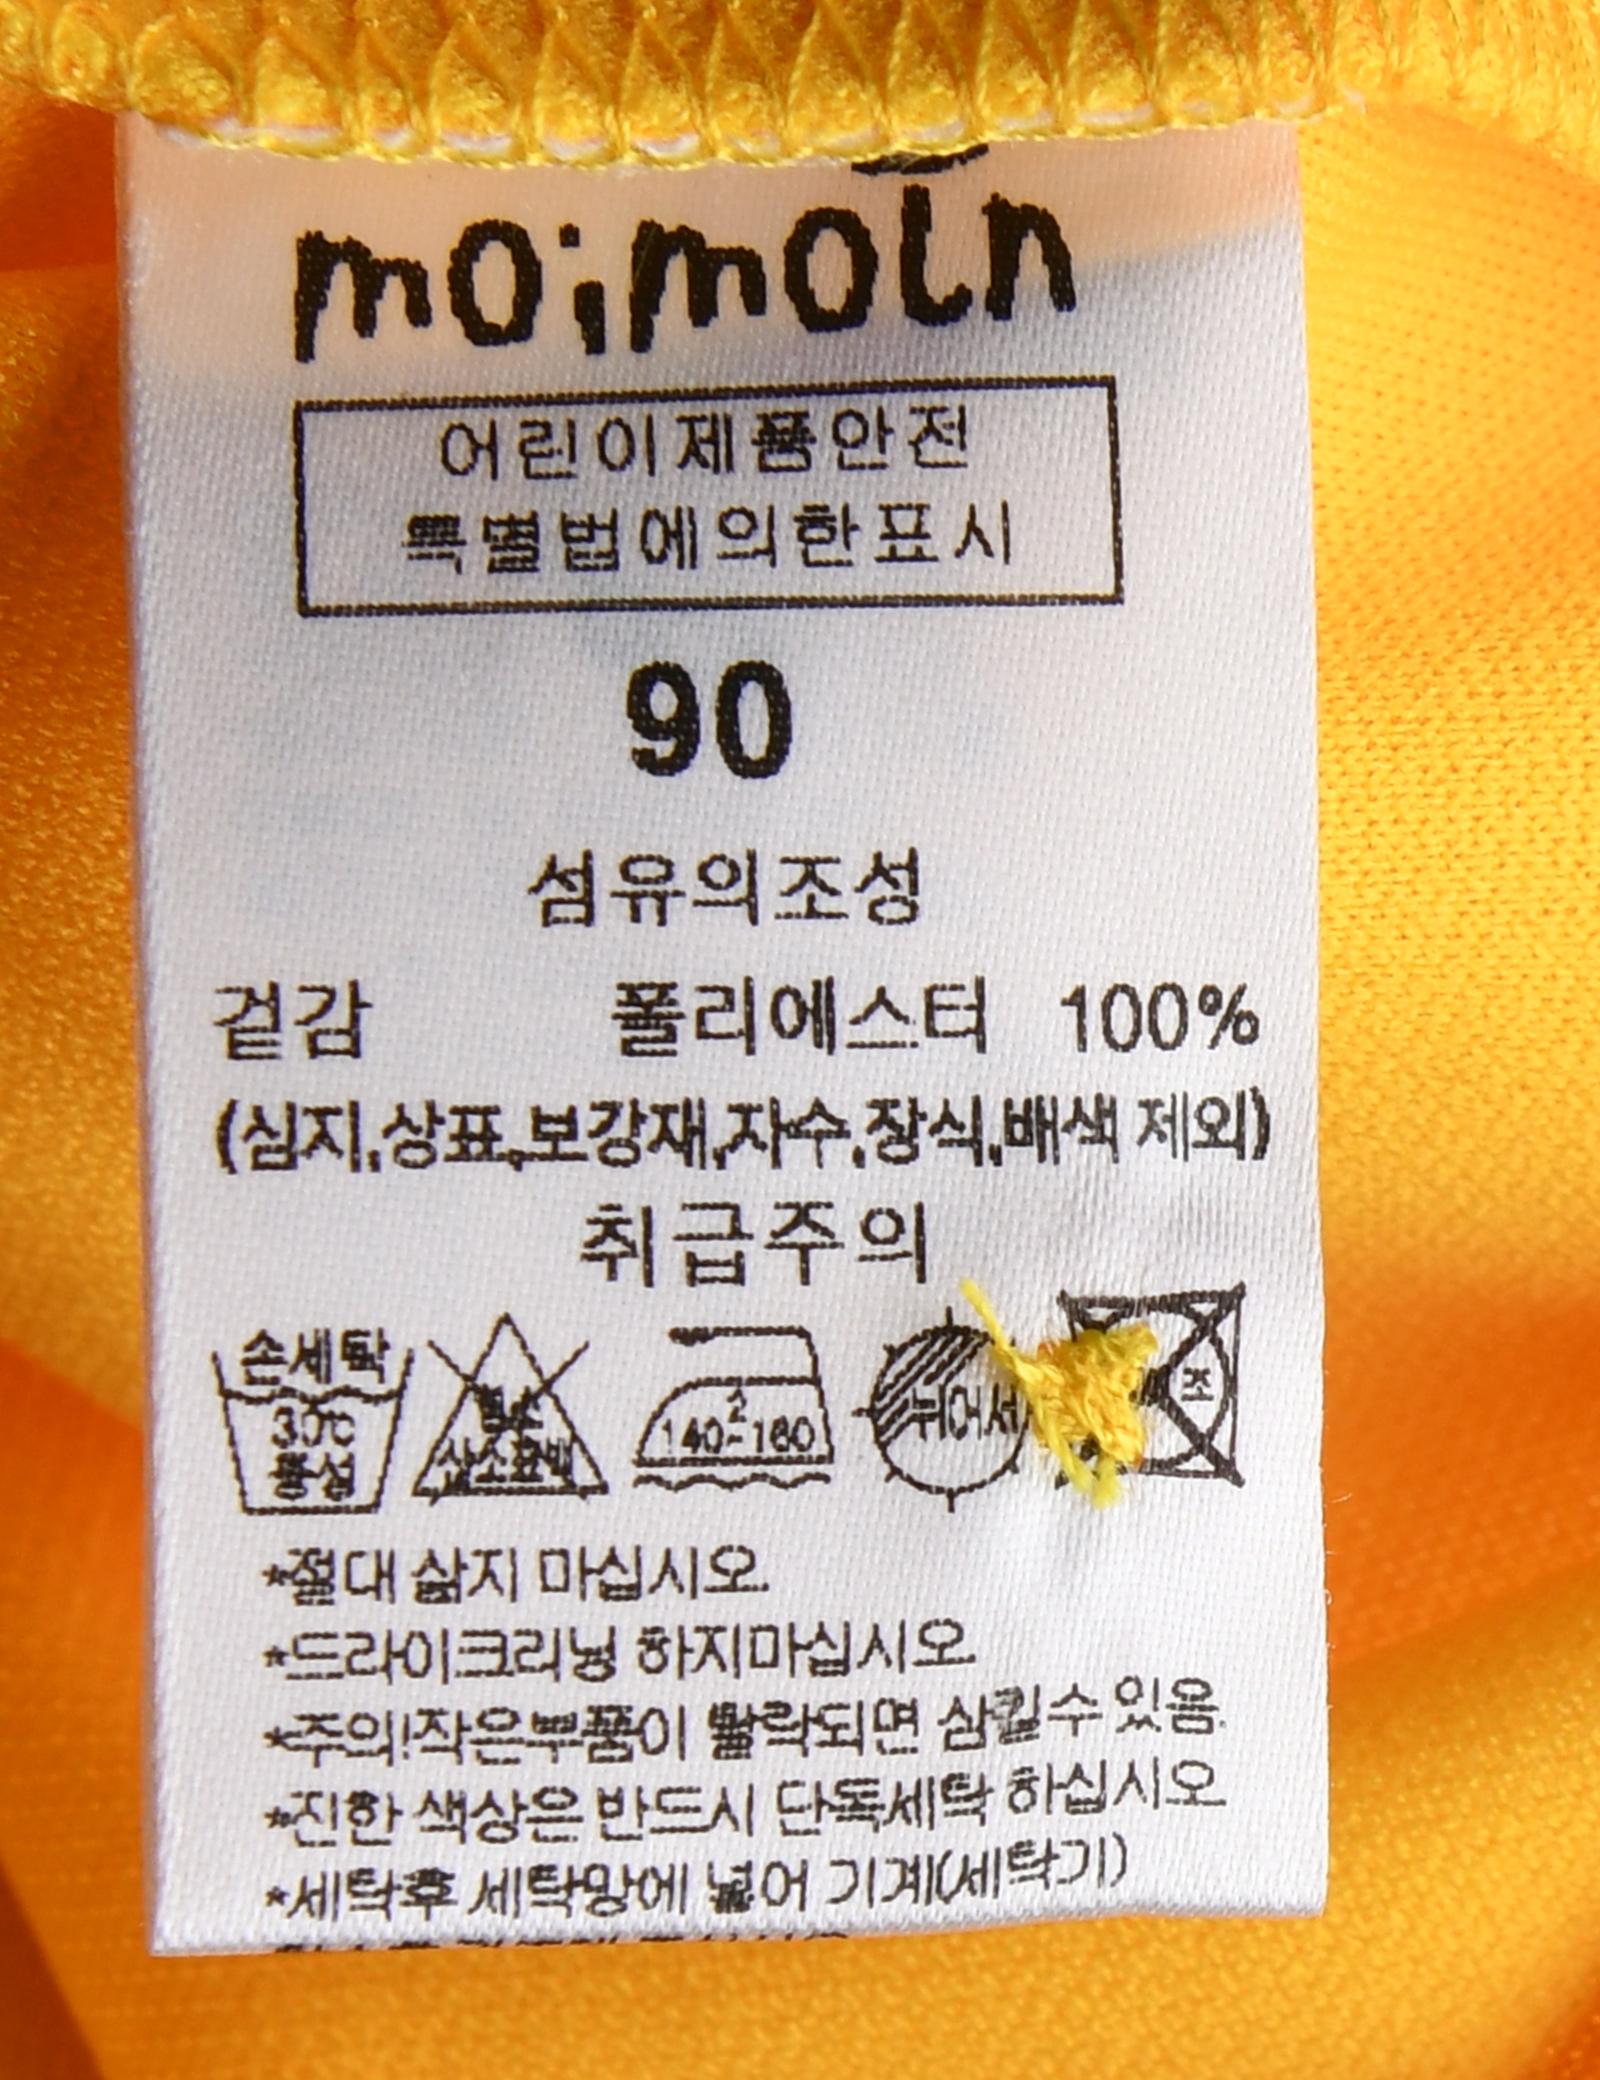 moimoln
어린이제품안전
특별법에의한표시
90
섬유의조성
겉감 폴리에스터 100%
(심지,상표,보강재,자수,장식,배색 제외)
취급주의
손세탁
30℃
중성
염소
산소표백
2
140~160
뉘어서
조
*절대 삶지 마십시오.
*드라이크리닝 하지마십시오.
*주의!작은부품이 탈락되면 삼킬수 있음.
*진한 색상은 반드시 단독세탁 하십시오
*세탁후 세탁망에 넣어 기계(세탁기)